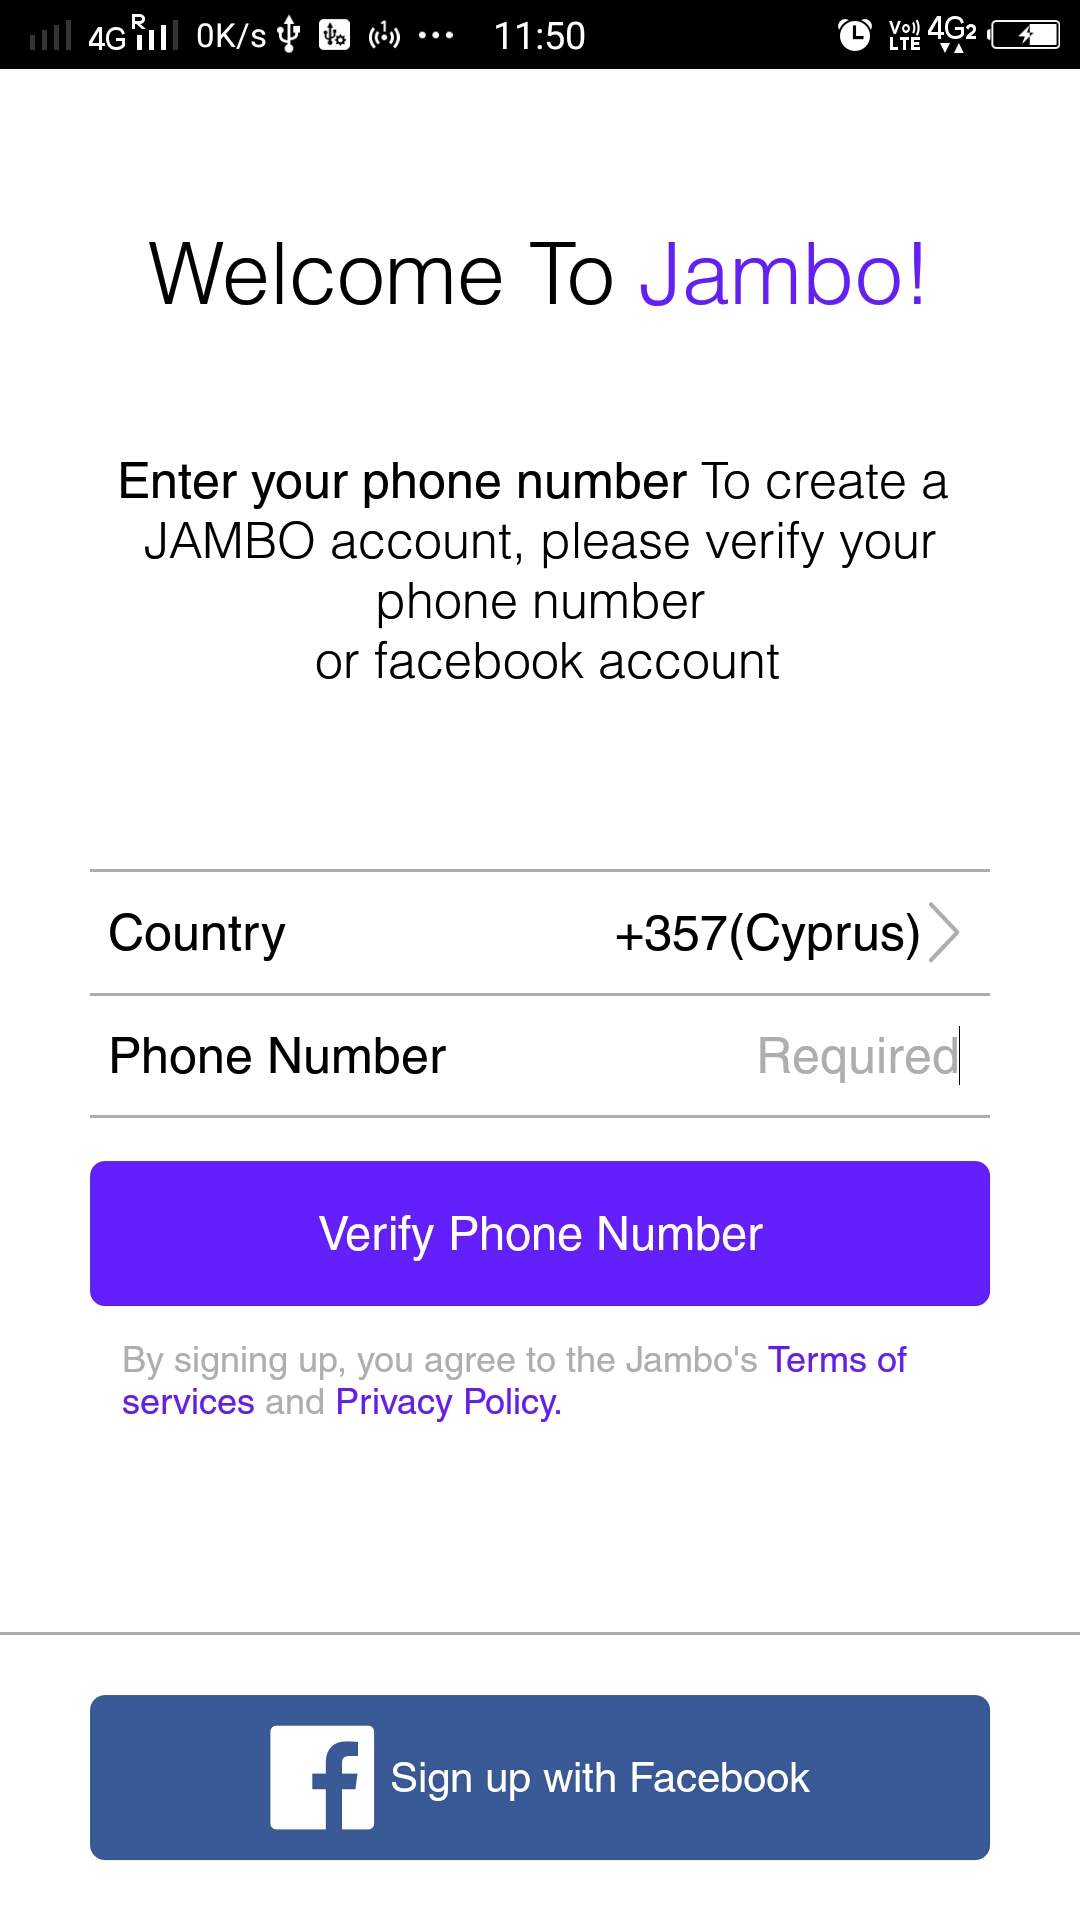 4G R 0K/s 11:50 Vo)) LTE 4G2
Welcome To Jambo!
Enter your phone number To create a
JAMBO account, please verify your
phone number
or facebook account
Country +357(Cyprus)
Phone Number Required
Verify Phone Number
By signing up, you agree to the Jambo's Terms of
services and Privacy Policy.
f Sign up with Facebook